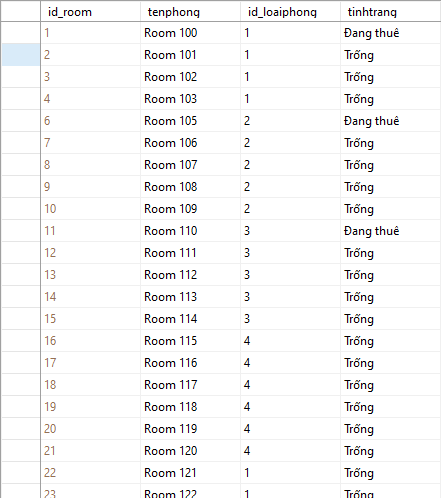 id_room tenphong id_loaiphong tinhtrang
1 Room 100 1 Đang thuê
2 Room 101 1 Trống
3 Room 102 1 Trống
4 Room 103 1 Trống
6 Room 105 2 Đang thuê
7 Room 106 2 Trống
8 Room 107 2 Trống
9 Room 108 2 Trống
10 Room 109 2 Trống
11 Room 110 3 Đang thuê
12 Room 111 3 Trống
13 Room 112 3 Trống
14 Room 113 3 Trống
15 Room 114 3 Trống
16 Room 115 4 Trống
17 Room 116 4 Trống
18 Room 117 4 Trống
19 Room 118 4 Trống
20 Room 119 4 Trống
21 Room 120 4 Trống
22 Room 121 1 Trống
23 Room 122 1 Trống